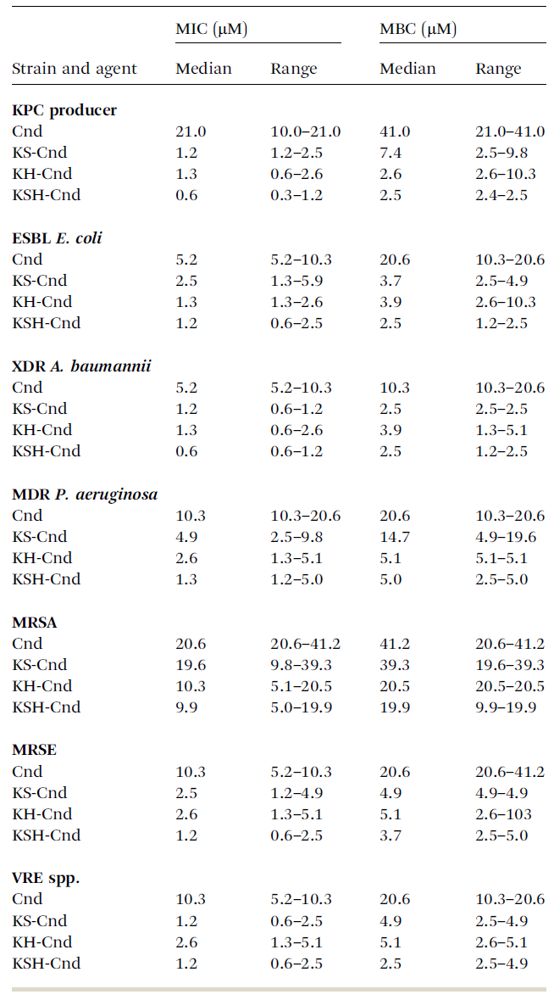 MIC (μM) MBC (μM)
Strain and agent Median Range Median Range
KPC producer
Cnd 21.0 10.0–21.0 41.0 21.0–41.0
KS-Cnd 1.2 1.2–2.5 7.4 2.5–9.8
KH-Cnd 1.3 0.6–2.6 2.6 2.6–10.3
KSH-Cnd 0.6 0.3–1.2 2.5 2.4–2.5
ESBL E. coli
Cnd 5.2 5.2–10.3 20.6 10.3–20.6
KS-Cnd 2.5 1.3–5.9 3.7 2.5–4.9
KH-Cnd 1.3 1.3–2.6 3.9 2.6–10.3
KSH-Cnd 1.2 0.6–2.5 2.5 1.2–2.5
XDR A. baumannii
Cnd 5.2 5.2–10.3 10.3 10.3–20.6
KS-Cnd 1.2 0.6–1.2 2.5 2.5–2.5
KH-Cnd 1.3 0.6–2.6 3.9 1.3–5.1
KSH-Cnd 0.6 0.6–1.2 2.5 1.2–2.5
MDR P. aeruginosa
Cnd 10.3 10.3–20.6 20.6 10.3–20.6
KS-Cnd 4.9 2.5–9.8 14.7 4.9–19.6
KH-Cnd 2.6 1.3–5.1 5.1 5.1–5.1
KSH-Cnd 1.3 1.2–5.0 5.0 2.5–5.0
MRSA
Cnd 20.6 20.6–41.2 41.2 20.6–41.2
KS-Cnd 19.6 9.8–39.3 39.3 19.6–39.3
KH-Cnd 10.3 5.1–20.5 20.5 20.5–20.5
KSH-Cnd 9.9 5.0–19.9 19.9 9.9–19.9
MRSE
Cnd 10.3 5.2–10.3 20.6 20.6–41.2
KS-Cnd 2.5 1.2–4.9 4.9 4.9–4.9
KH-Cnd 2.6 1.3–5.1 5.1 2.6–103
KSH-Cnd 1.2 0.6–2.5 3.7 2.5–5.0
VRE spp.
Cnd 10.3 5.2–10.3 20.6 10.3–20.6
KS-Cnd 1.2 0.6–2.5 4.9 2.5–4.9
KH-Cnd 2.6 1.3–5.1 5.1 2.6–5.1
KSH-Cnd 1.2 0.6–2.5 2.5 2.5–4.9